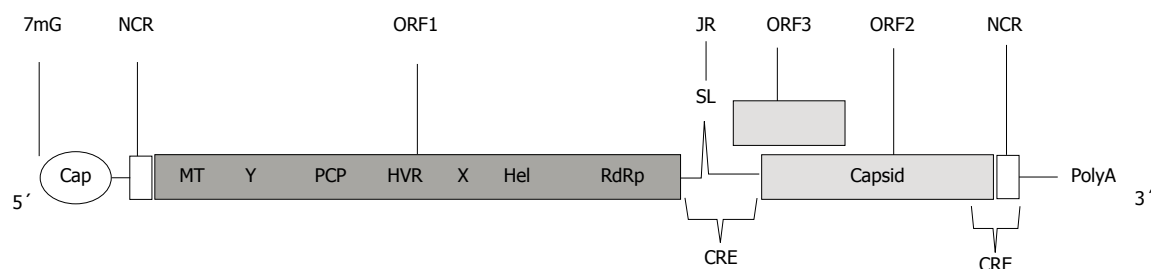 7mG NCR ORF1 JR ORF3 ORF2 NCR
SL
Cap MT Y PCP HVR X Hel RdRp Capsid PolyA
5´ 3´
CRE CRE